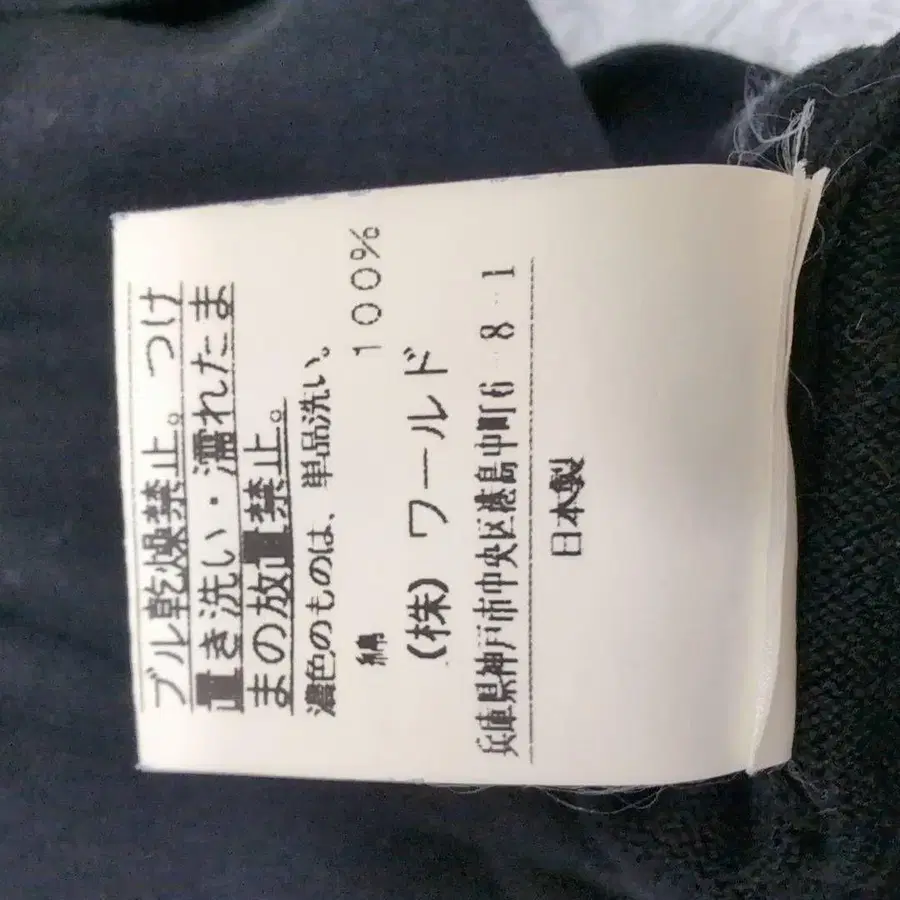 ブル乾燥禁止。 つけ
置き洗い・濡れたま
まの放置禁止。
濃色のものは、単品洗い。
綿 100%
(株) ワールド
兵庫県神戸市中央区港島中町6-8-1
日本製